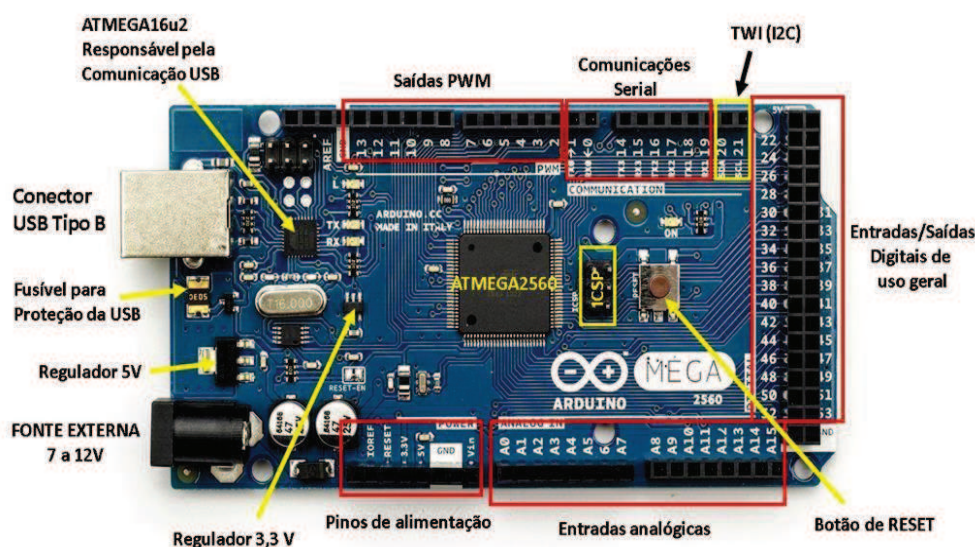 ATMEGA16u2
Responsável pela
Comunicação USB
Saídas PWM
Comunicações
Serial
TWI (I2C)
Conector
USB Tipo B
Fusível para
Proteção da USB
Regulador 5V
FONTE EXTERNA
7 a 12V
Regulador 3,3 V
Pinos de alimentação
Entradas analógicas
Botão de RESET
Entradas/Saídas
Digitais de
uso geral
AREF
13
12
11
10
9
8
7
6
5
4
3
2
PWM
14
15
16
17
18
19
20
21
COMMUNICATION
L
TX
RX
ARDUINO.CC
MADE IN ITALY
ON
ATMEGA2560
ICSP
ICSP
T16.000
RESET-EN
ARDUINO
MEGA
2560
5V
22
24
26
28
30
32
34
36
38
40
42
44
46
48
50
52
31
33
35
37
39
41
43
45
47
49
51
53
GND
POWER
IOREF
RESET
3.3V
5V
GND
Vin
ANALOG IN
A0
A1
A2
A3
A4
A5
A7
A8
A9
A10
A11
A12
A13
A14
A15